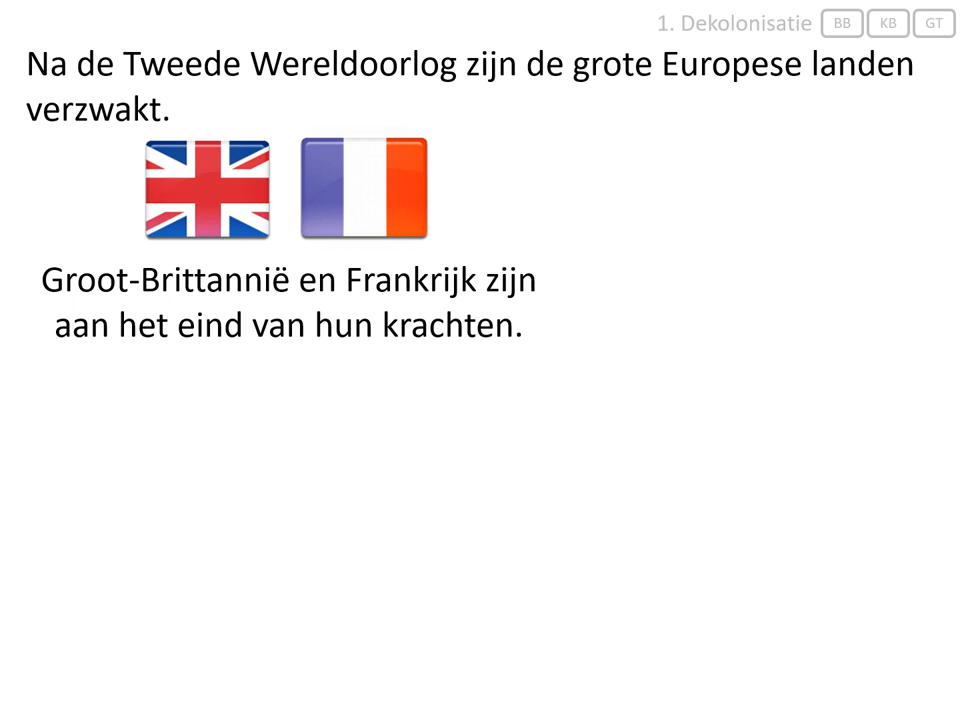 1. Dekolonisatie BB KB GT
Na de Tweede Wereldoorlog zijn de grote Europese landen
verzwakt.
Groot-Brittannië en Frankrijk zijn
aan het eind van hun krachten.